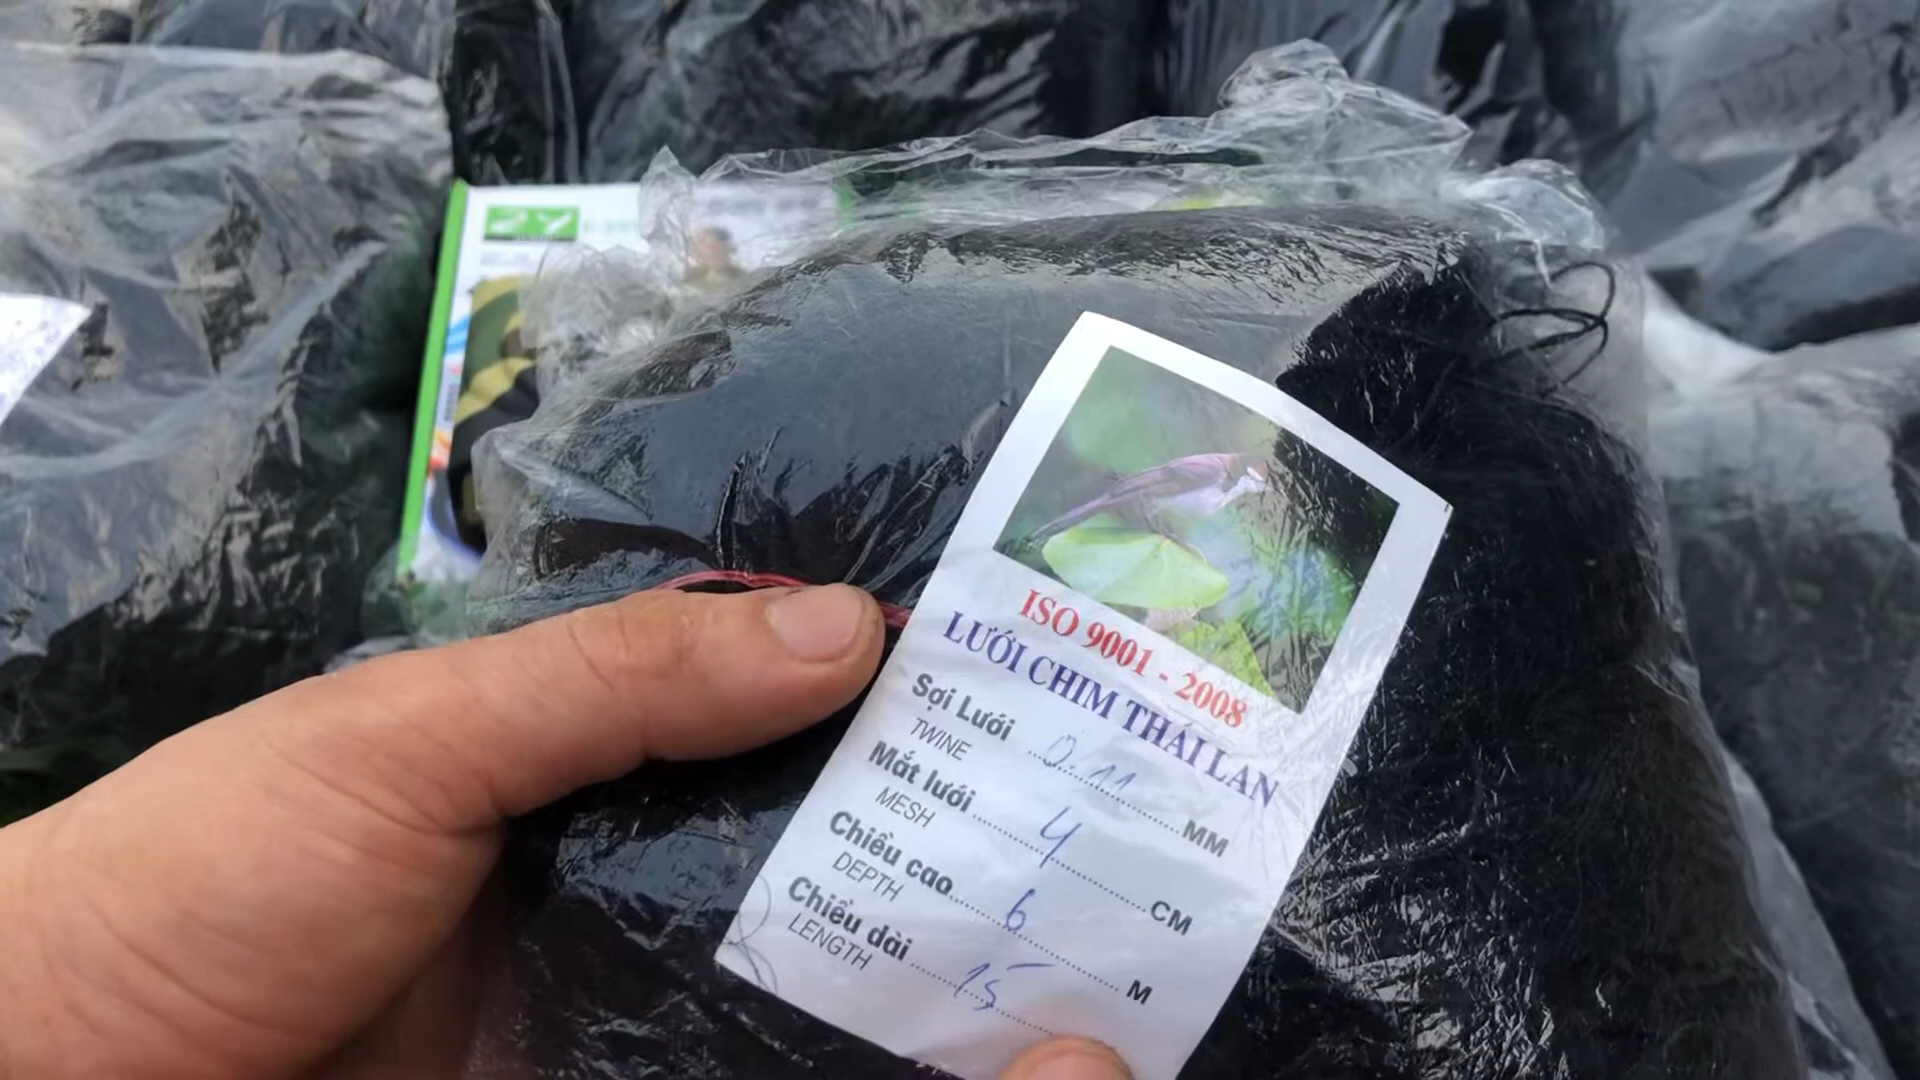 ISO 9001 - 2008
LƯỚI CHIM THÁI LAN
Sợi Lưới 0.11 MM
TWINE
Mắt lưới 4 CM
MESH
Chiều cao 6 M
DEPTH
Chiều dài 15
LENGTH